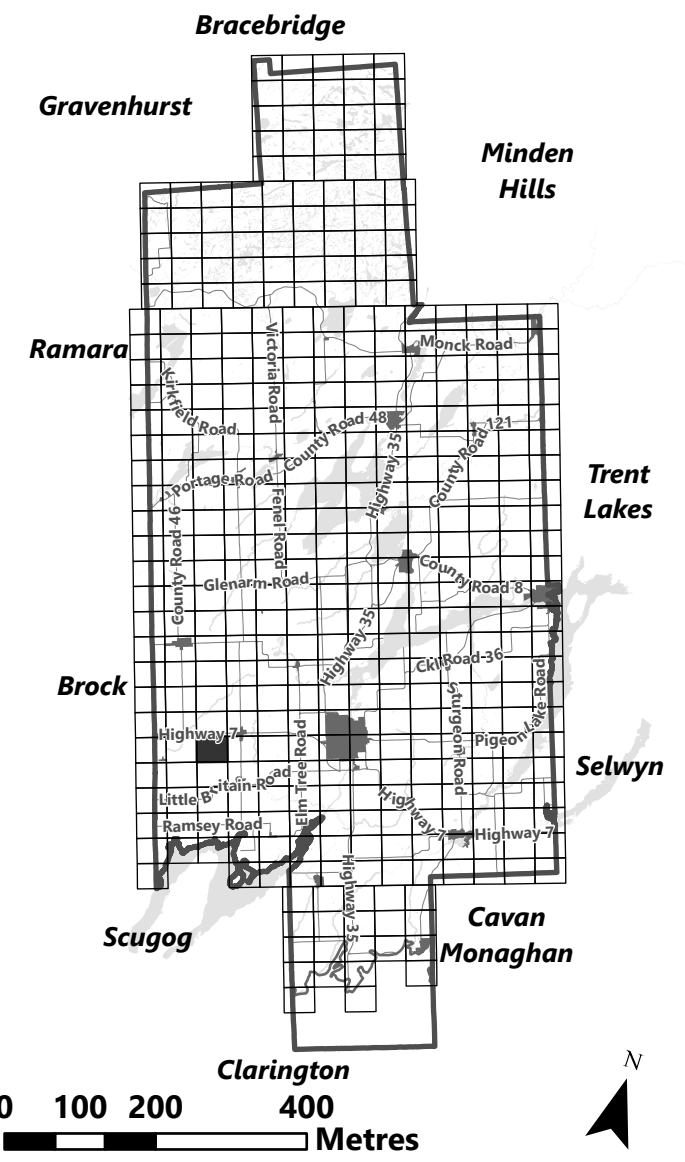 Bracebridge
Gravenhurst
Minden
Hills
Ramara
Monck Road
Victoria Road
Kirkfield Road
County Road 48
Highway 35
County Road 121
Portage Road
Trent
Lakes
Fenel Road
County Road 46
Glenarm Road
County Road 8
Highway 35
Ckl Road 36
Brock
Sturgeon Road
Pigeon Lake Road
Highway 7
Elm Tree Road
Selwyn
Little Britain Road
Highway 7
Ramsey Road
Highway 7
Highway 35
Scugog
Cavan
Monaghan
Clarington
N
0 100 200 400
Metres